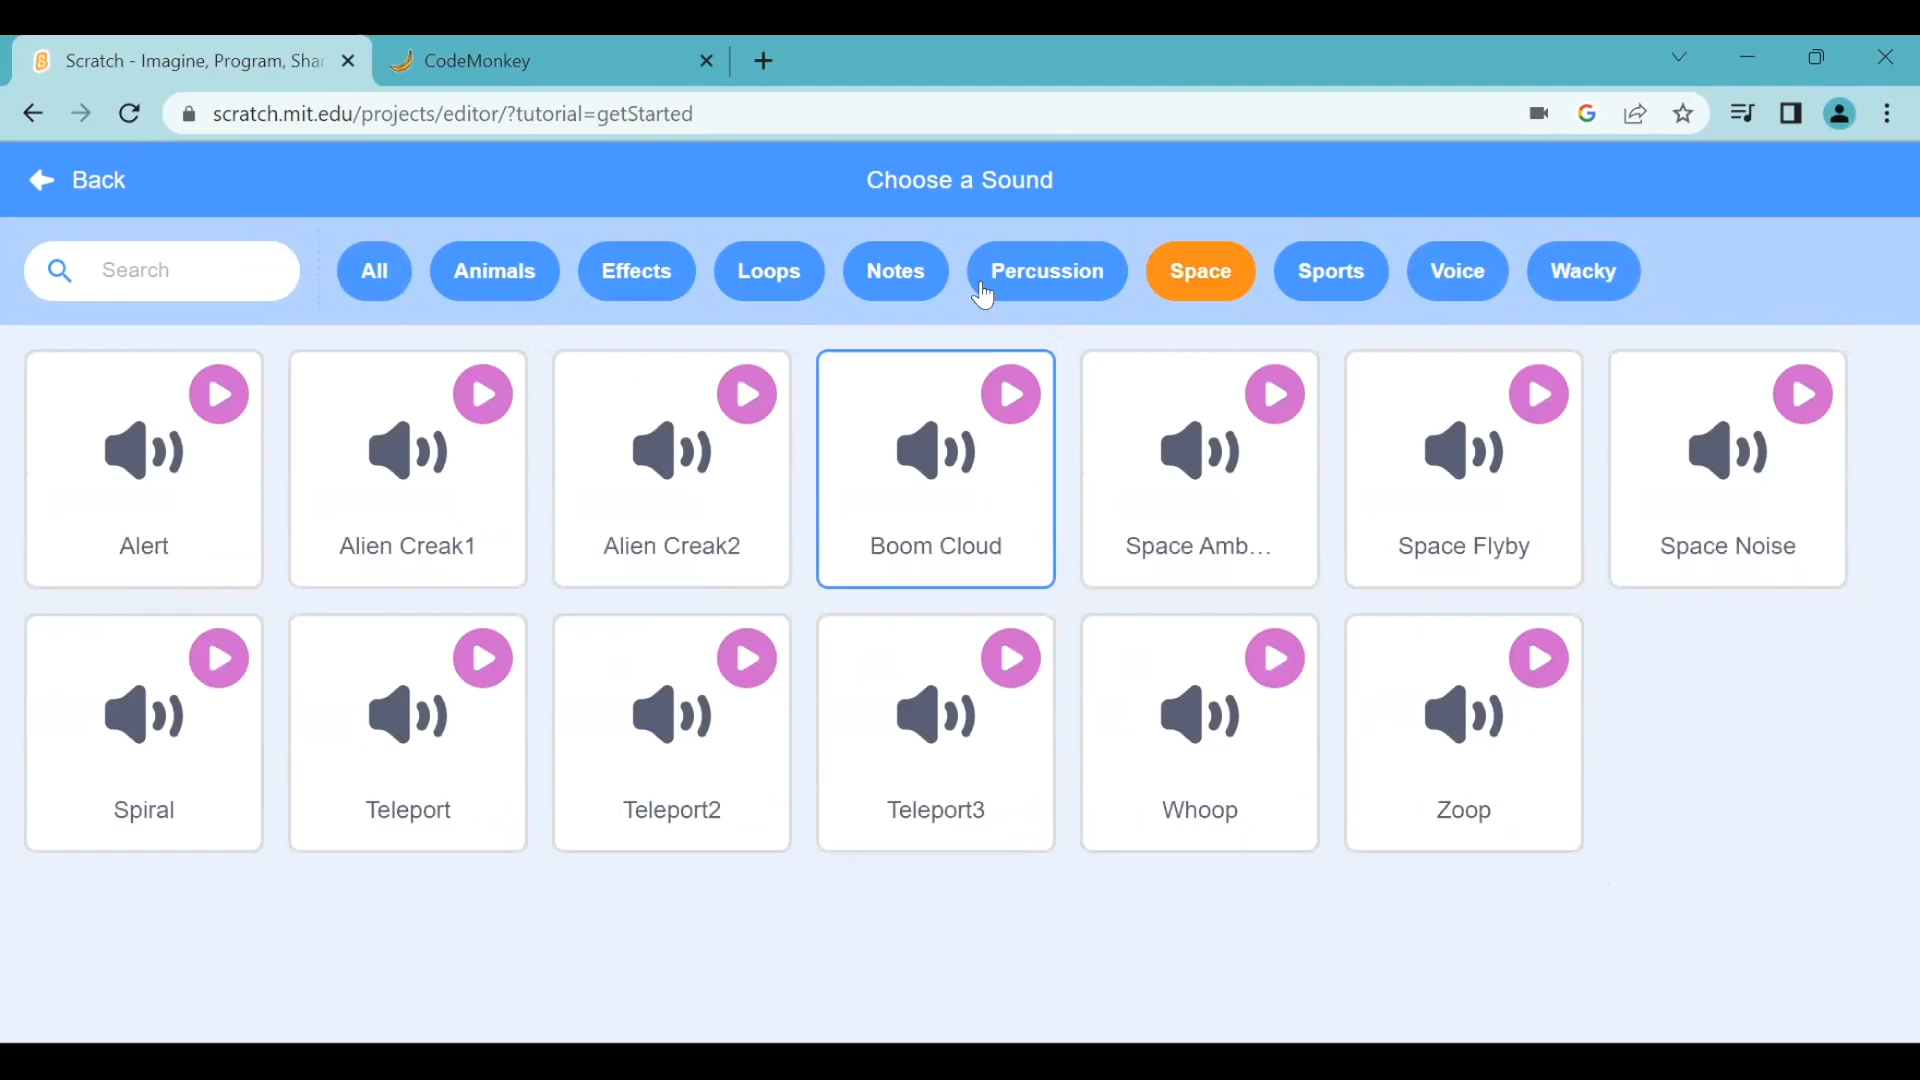 Scratch - Imagine, Program, Shar
CodeMonkey
scratch.mit.edu/projects/editor/?tutorial=getStarted
Back
Choose a Sound
Search
All
Animals
Effects
Loops
Notes
Percussion
Space
Sports
Voice
Wacky
Alert
Alien Creak1
Alien Creak2
Boom Cloud
Space Amb...
Space Flyby
Space Noise
Spiral
Teleport
Teleport2
Teleport3
Whoop
Zoop